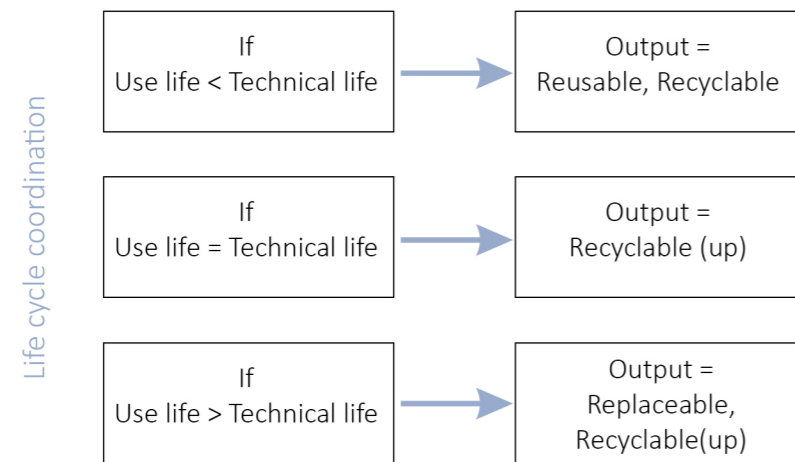 Life cycle coordination
If
Use life < Technical life
Output =
Reusable, Recyclable
If
Use life = Technical life
Output =
Recyclable (up)
If
Use life > Technical life
Output =
Replaceable,
Recyclable(up)